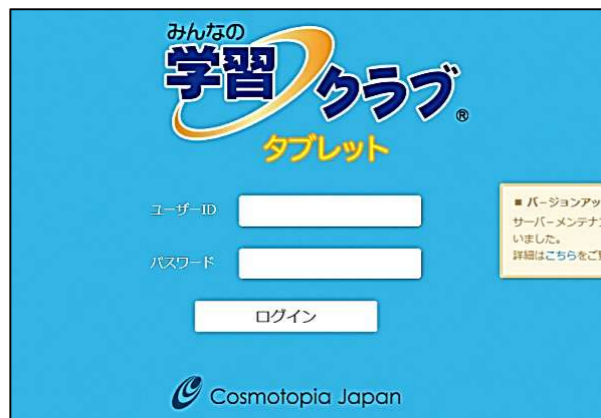 みんなの
学習クラブ®
タブレット
ユーザーID
パスワード
ログイン
■ バージョンアッ
サーバーメンテナ
いました。
詳細はこちらをご
Cosmotopia Japan